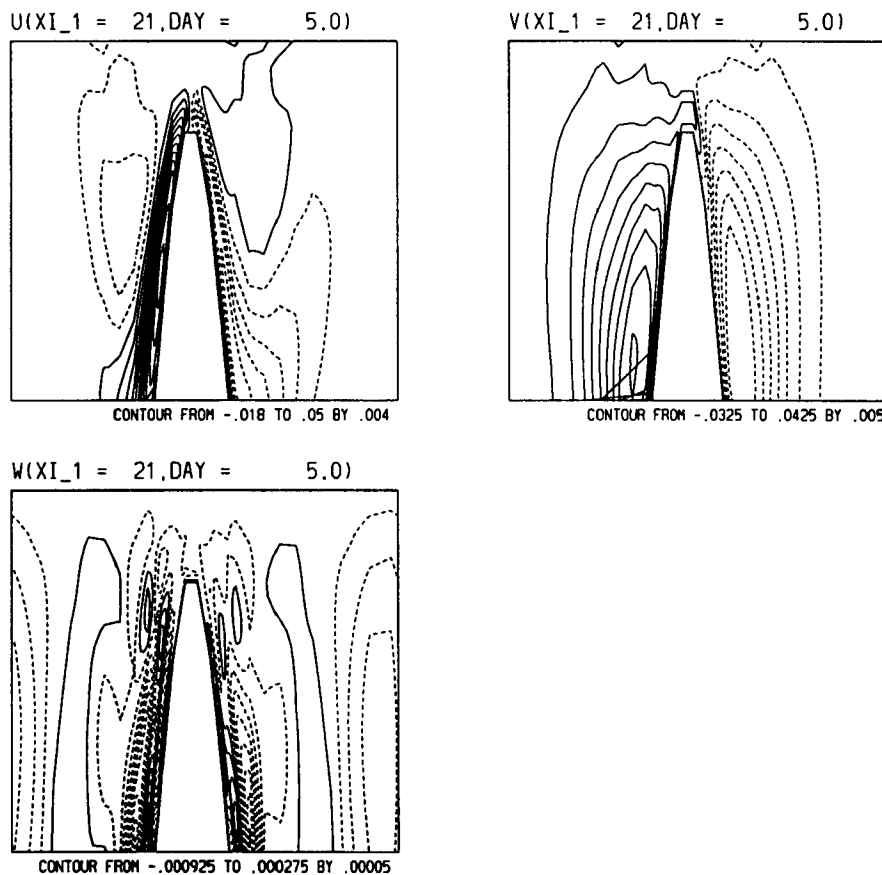 U(XI_1 = 21,DAY = 5.0)
V(XI_1 = 21,DAY = 5.0)
CONTOUR FROM -.018 TO .05 BY .004
CONTOUR FROM -.0325 TO .0425 BY .005
W(XI_1 = 21,DAY = 5.0)
CONTOUR FROM -.000925 TO .000275 BY .00005